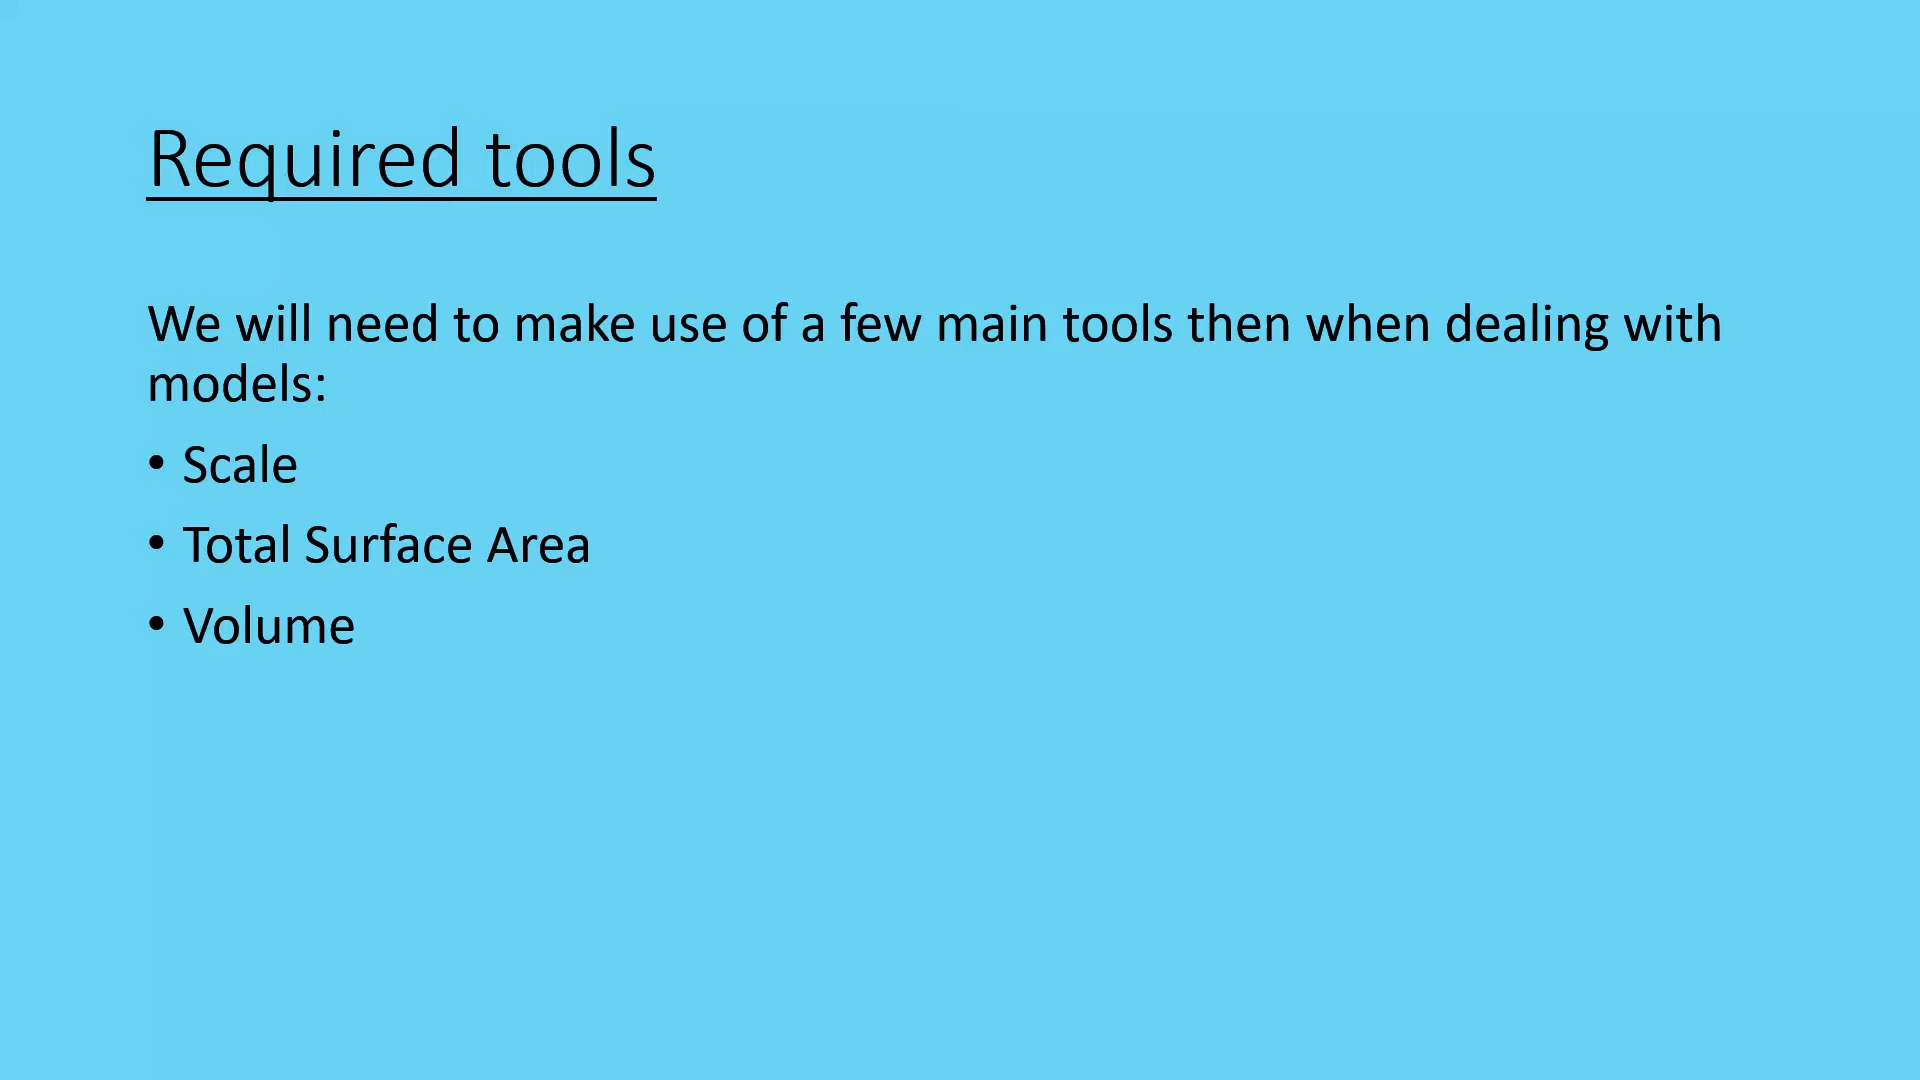 Required tools
We will need to make use of a few main tools then when dealing with
models:
• Scale
• Total Surface Area
• Volume